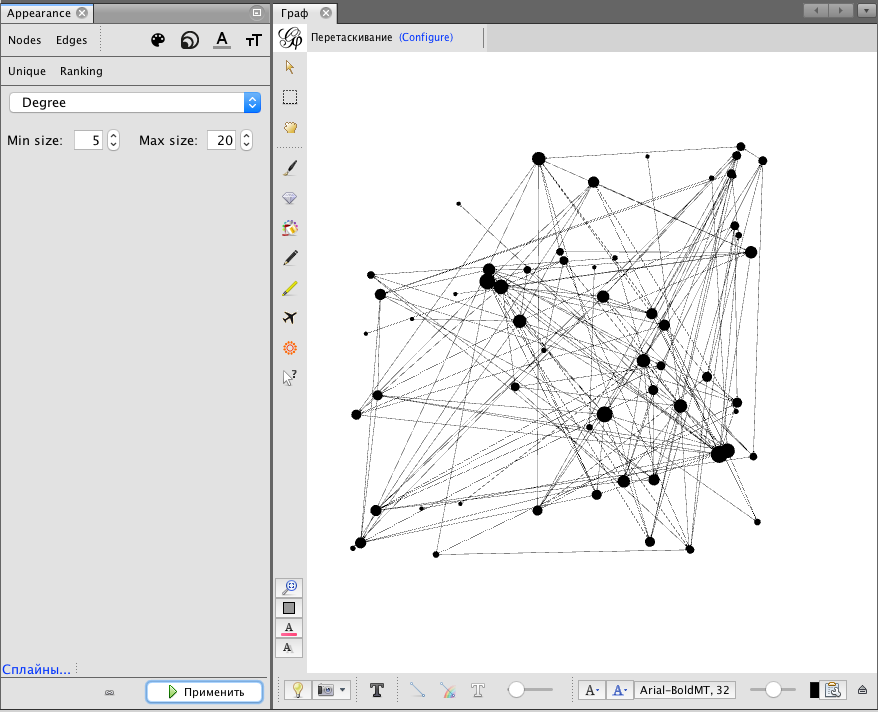 Appearance
Граф
Nodes Edges A тT
Перетаскивание (Configure)
Unique Ranking
Degree
Min size: 5 Max size: 20
?
A
A
Сплайны...
Применить
T T A- A- Arial-BoldMT, 32